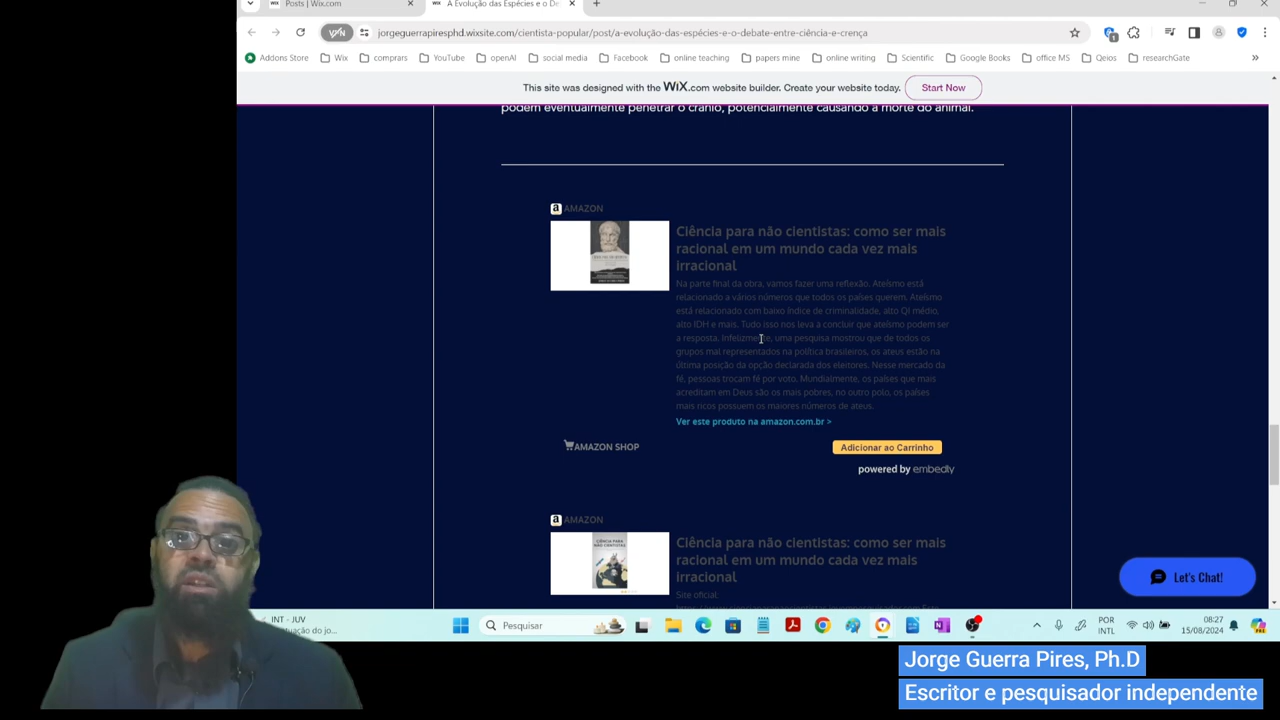 Posts | Wix.com
A Evolução das Espécies e o De
jorgeguerrapiresphd.wixsite.com/cientista-popular/post/a-evolução-das-espécies-e-o-debate-entre-ciência-e-crença
Addons Store
Wix
comprars
YouTube
openAI
social media
Facebook
online teaching
papers mine
online writing
Scientific
Google Books
office MS
Qeios
researchGate
This site was designed with the WiX.com website builder. Create your website today.
Start Now
podem eventualmente penetrar o crânio, potencialmente causando a morte do animal.
a AMAZON
Ciência para não cientistas: como ser mais
racional em um mundo cada vez mais
irracional
Na parte final da obra, vamos fazer uma reflexão. Ateísmo está
relacionado a vários números que todos os países querem. Ateísmo
está relacionado com baixo índice de criminalidade, alto QI médio,
alto IDH e mais. Tudo isso nos leva a concluir que ateísmo podem ser
a resposta. Infelizmente, uma pesquisa mostrou que de todos os
grupos mal representados na política brasileiros, os ateus estão na
última posição da opção declarada dos eleitores. Nesse mercado da
fé, pessoas trocam fé por voto. Mundialmente, os países que mais
acreditam em Deus são os mais pobres, no outro polo, os países
mais ricos possuem os maiores números de ateus.
Ver este produto na amazon.com.br >
AMAZON SHOP
Adicionar ao Carrinho
powered by embedly
a AMAZON
Ciência para não cientistas: como ser mais
racional em um mundo cada vez mais
irracional
Site oficial:
Let's Chat!
INT - JUV
Pesquisar
POR
INTL
08:27
15/08/2024
Jorge Guerra Pires, Ph.D
Escritor e pesquisador independente